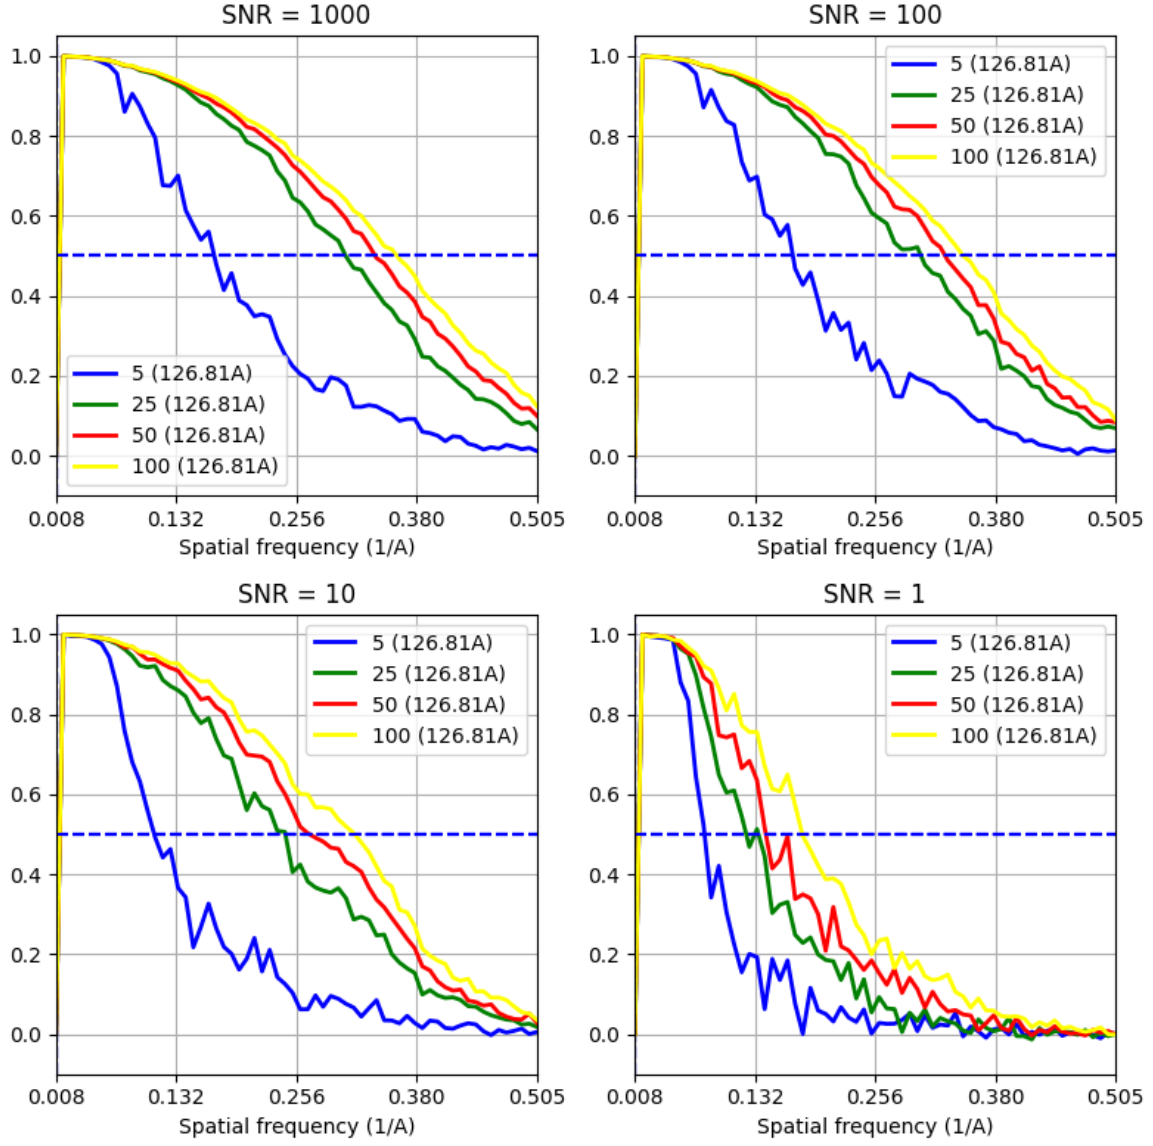 SNR = 1000
1.0
0.8
0.6
0.4
0.2
0.0
5 (126.81A)
25 (126.81A)
50 (126.81A)
100 (126.81A)
0.008 0.132 0.256 0.380 0.505
Spatial frequency (1/A)
SNR = 100
1.0
0.8
0.6
0.4
0.2
0.0
5 (126.81A)
25 (126.81A)
50 (126.81A)
100 (126.81A)
0.008 0.132 0.256 0.380 0.505
Spatial frequency (1/A)
SNR = 10
1.0
0.8
0.6
0.4
0.2
0.0
5 (126.81A)
25 (126.81A)
50 (126.81A)
100 (126.81A)
0.008 0.132 0.256 0.380 0.505
Spatial frequency (1/A)
SNR = 1
1.0
0.8
0.6
0.4
0.2
0.0
5 (126.81A)
25 (126.81A)
50 (126.81A)
100 (126.81A)
0.008 0.132 0.256 0.380 0.505
Spatial frequency (1/A)